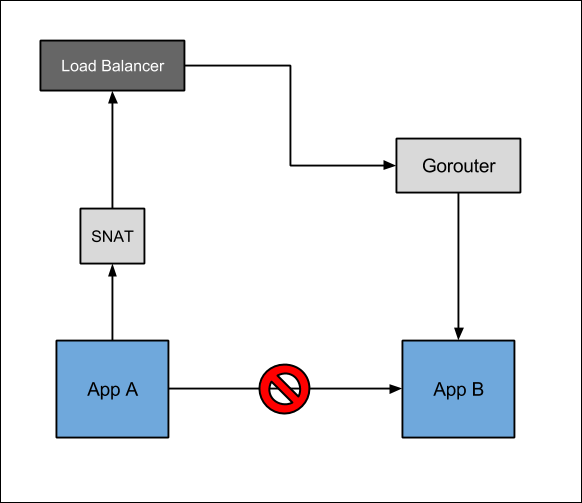 Load Balancer
Gorouter
SNAT
App A
App B